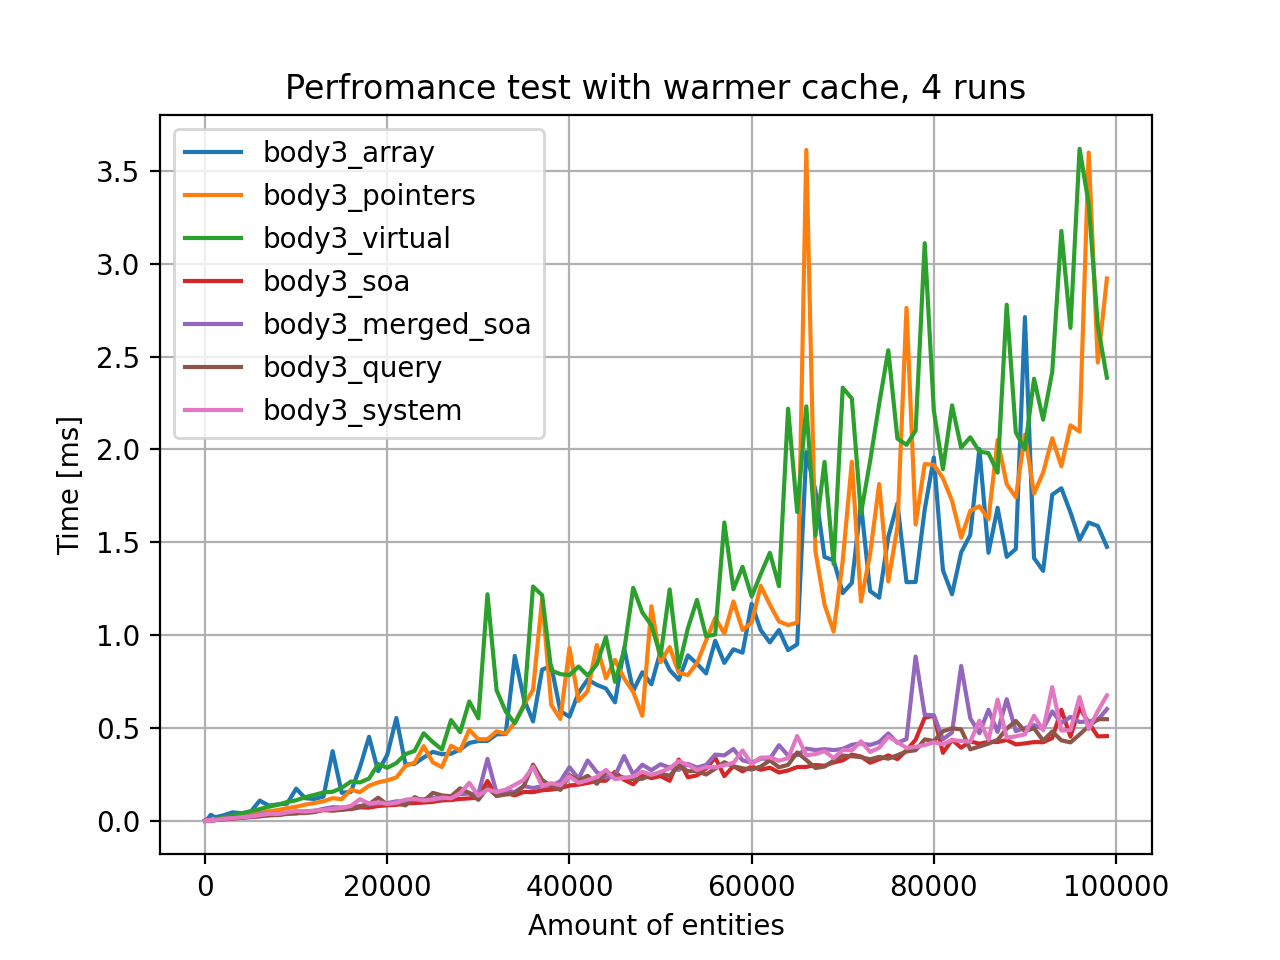 Perfromance test with warmer cache, 4 runs
body3_array
body3_pointers
body3_virtual
body3_soa
body3_merged_soa
body3_query
body3_system
3.5
3.0
2.5
2.0
1.5
1.0
0.5
0.0
Time [ms]
0 20000 40000 60000 80000 100000
Amount of entities